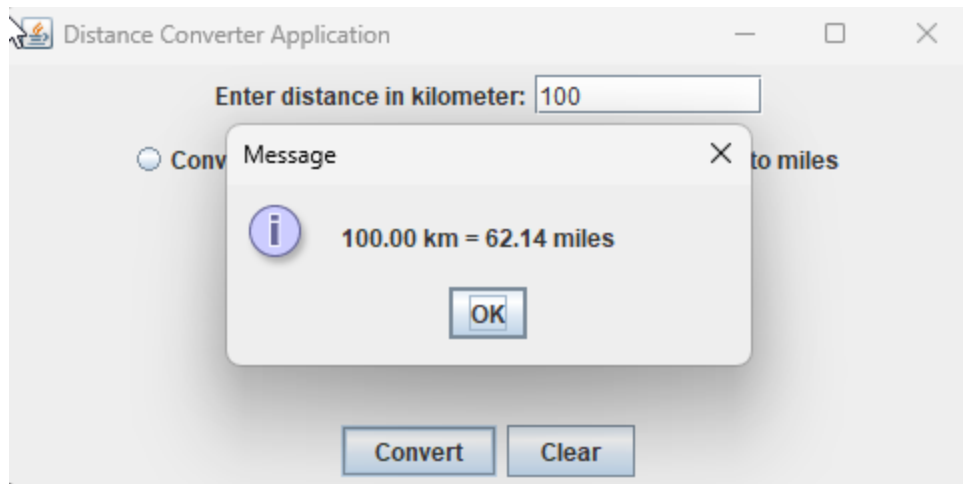 Distance Converter Application
Enter distance in kilometer: 100
Message
to miles
100.00 km = 62.14 miles
OK
Convert Clear